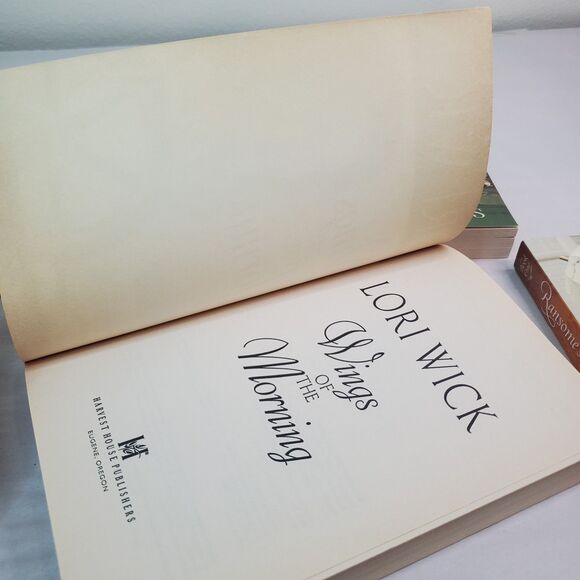 LORI WICK
Wings
OF
THE
Morning
HARVEST HOUSE PUBLISHERS
EUGENE, OREGON
Ransome